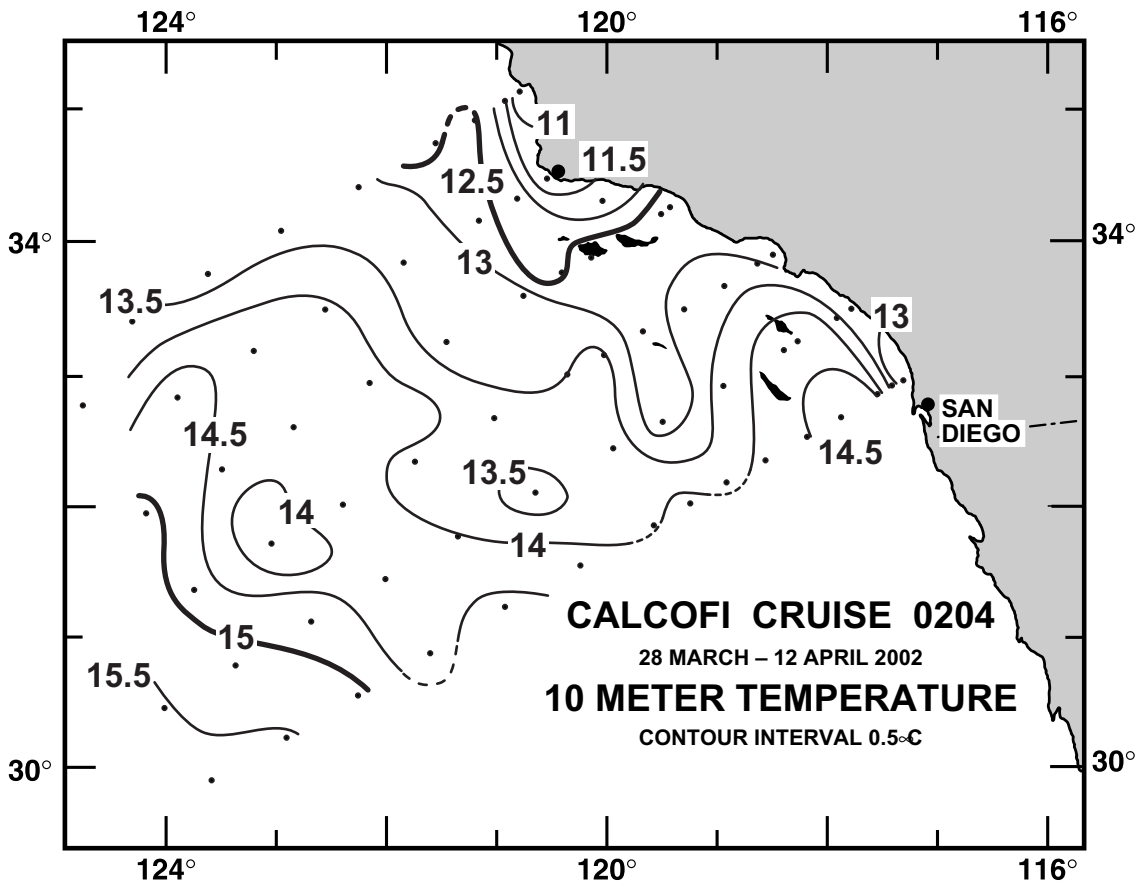 124° 120° 116°
11
11.5
12.5
34° 34°
13
13.5
13
SAN
DIEGO
14.5
14.5
13.5
14
14
CALCOFI CRUISE 0204
15
28 MARCH – 12 APRIL 2002
15.5
10 METER TEMPERATURE
CONTOUR INTERVAL 0.5∞C
30° 30°
124° 120° 116°